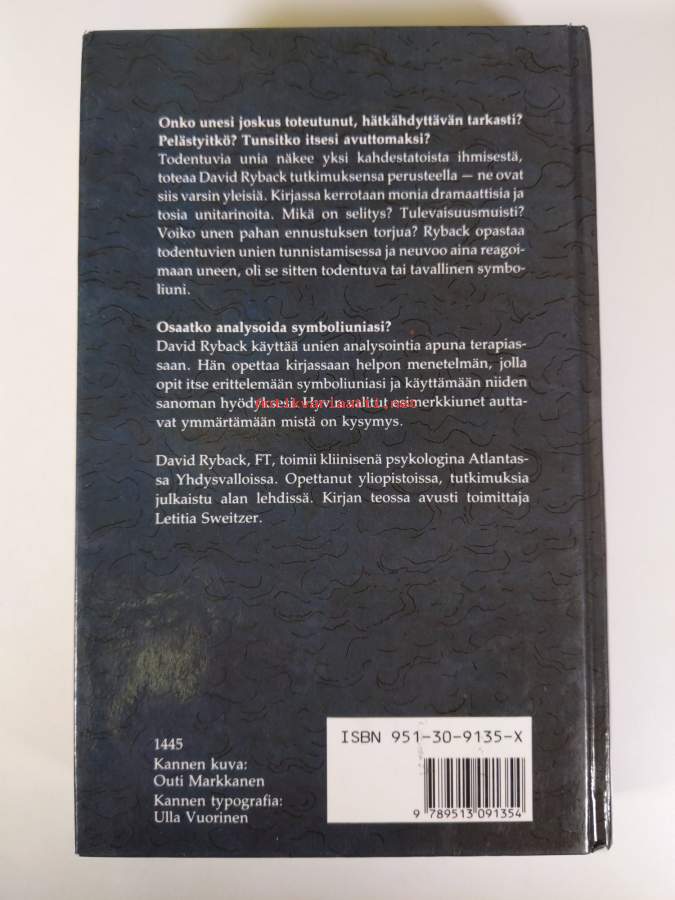 Onko unesi joskus toteutunut, hätkähdyttävän tarkasti?
Pelästyitkö? Tunsitko itsesi avuttomaksi?
Todentuvia unia näkee yksi kahdestatoista ihmisestä,
toteaa David Ryback tutkimuksensa perusteella — ne ovat
siis varsin yleisiä. Kirjassa kerrotaan monia dramaattisia ja
tosia unitarinoita. Mikä on selitys? Tulevaisuusmuisti?
Voiko unen pahan ennustuksen torjua? Ryback opastaa
todentuvien unien tunnistamisessa ja neuvoo aina reagoi-
maan uneen, oli se sitten todentuva tai tavallinen symbo-
liuni.
Osaatko analysoida symboliuniasi?
David Ryback käyttää unien analysointia apuna terapias-
saan. Hän opettaa kirjassaan helpon menetelmän, jolla
opit itse erittelemään symboliuniasi ja käyttämään niiden
sanoman hyödyksesi. Hyvin valitut esimerkkiunet autta-
vat ymmärtämään mistä on kysymys.
David Ryback, FT, toimii kliinisenä psykologina Atlantas-
sa Yhdysvalloissa. Opettanut yliopistoissa, tutkimuksia
julkaistu alan lehdissä. Kirjan teossa avusti toimittaja
Letitia Sweitzer.
1445
Kannen kuva:
Outi Markkanen
Kannen typografia:
Ulla Vuorinen
ISBN 951-30-9135-X
9 789513 091354